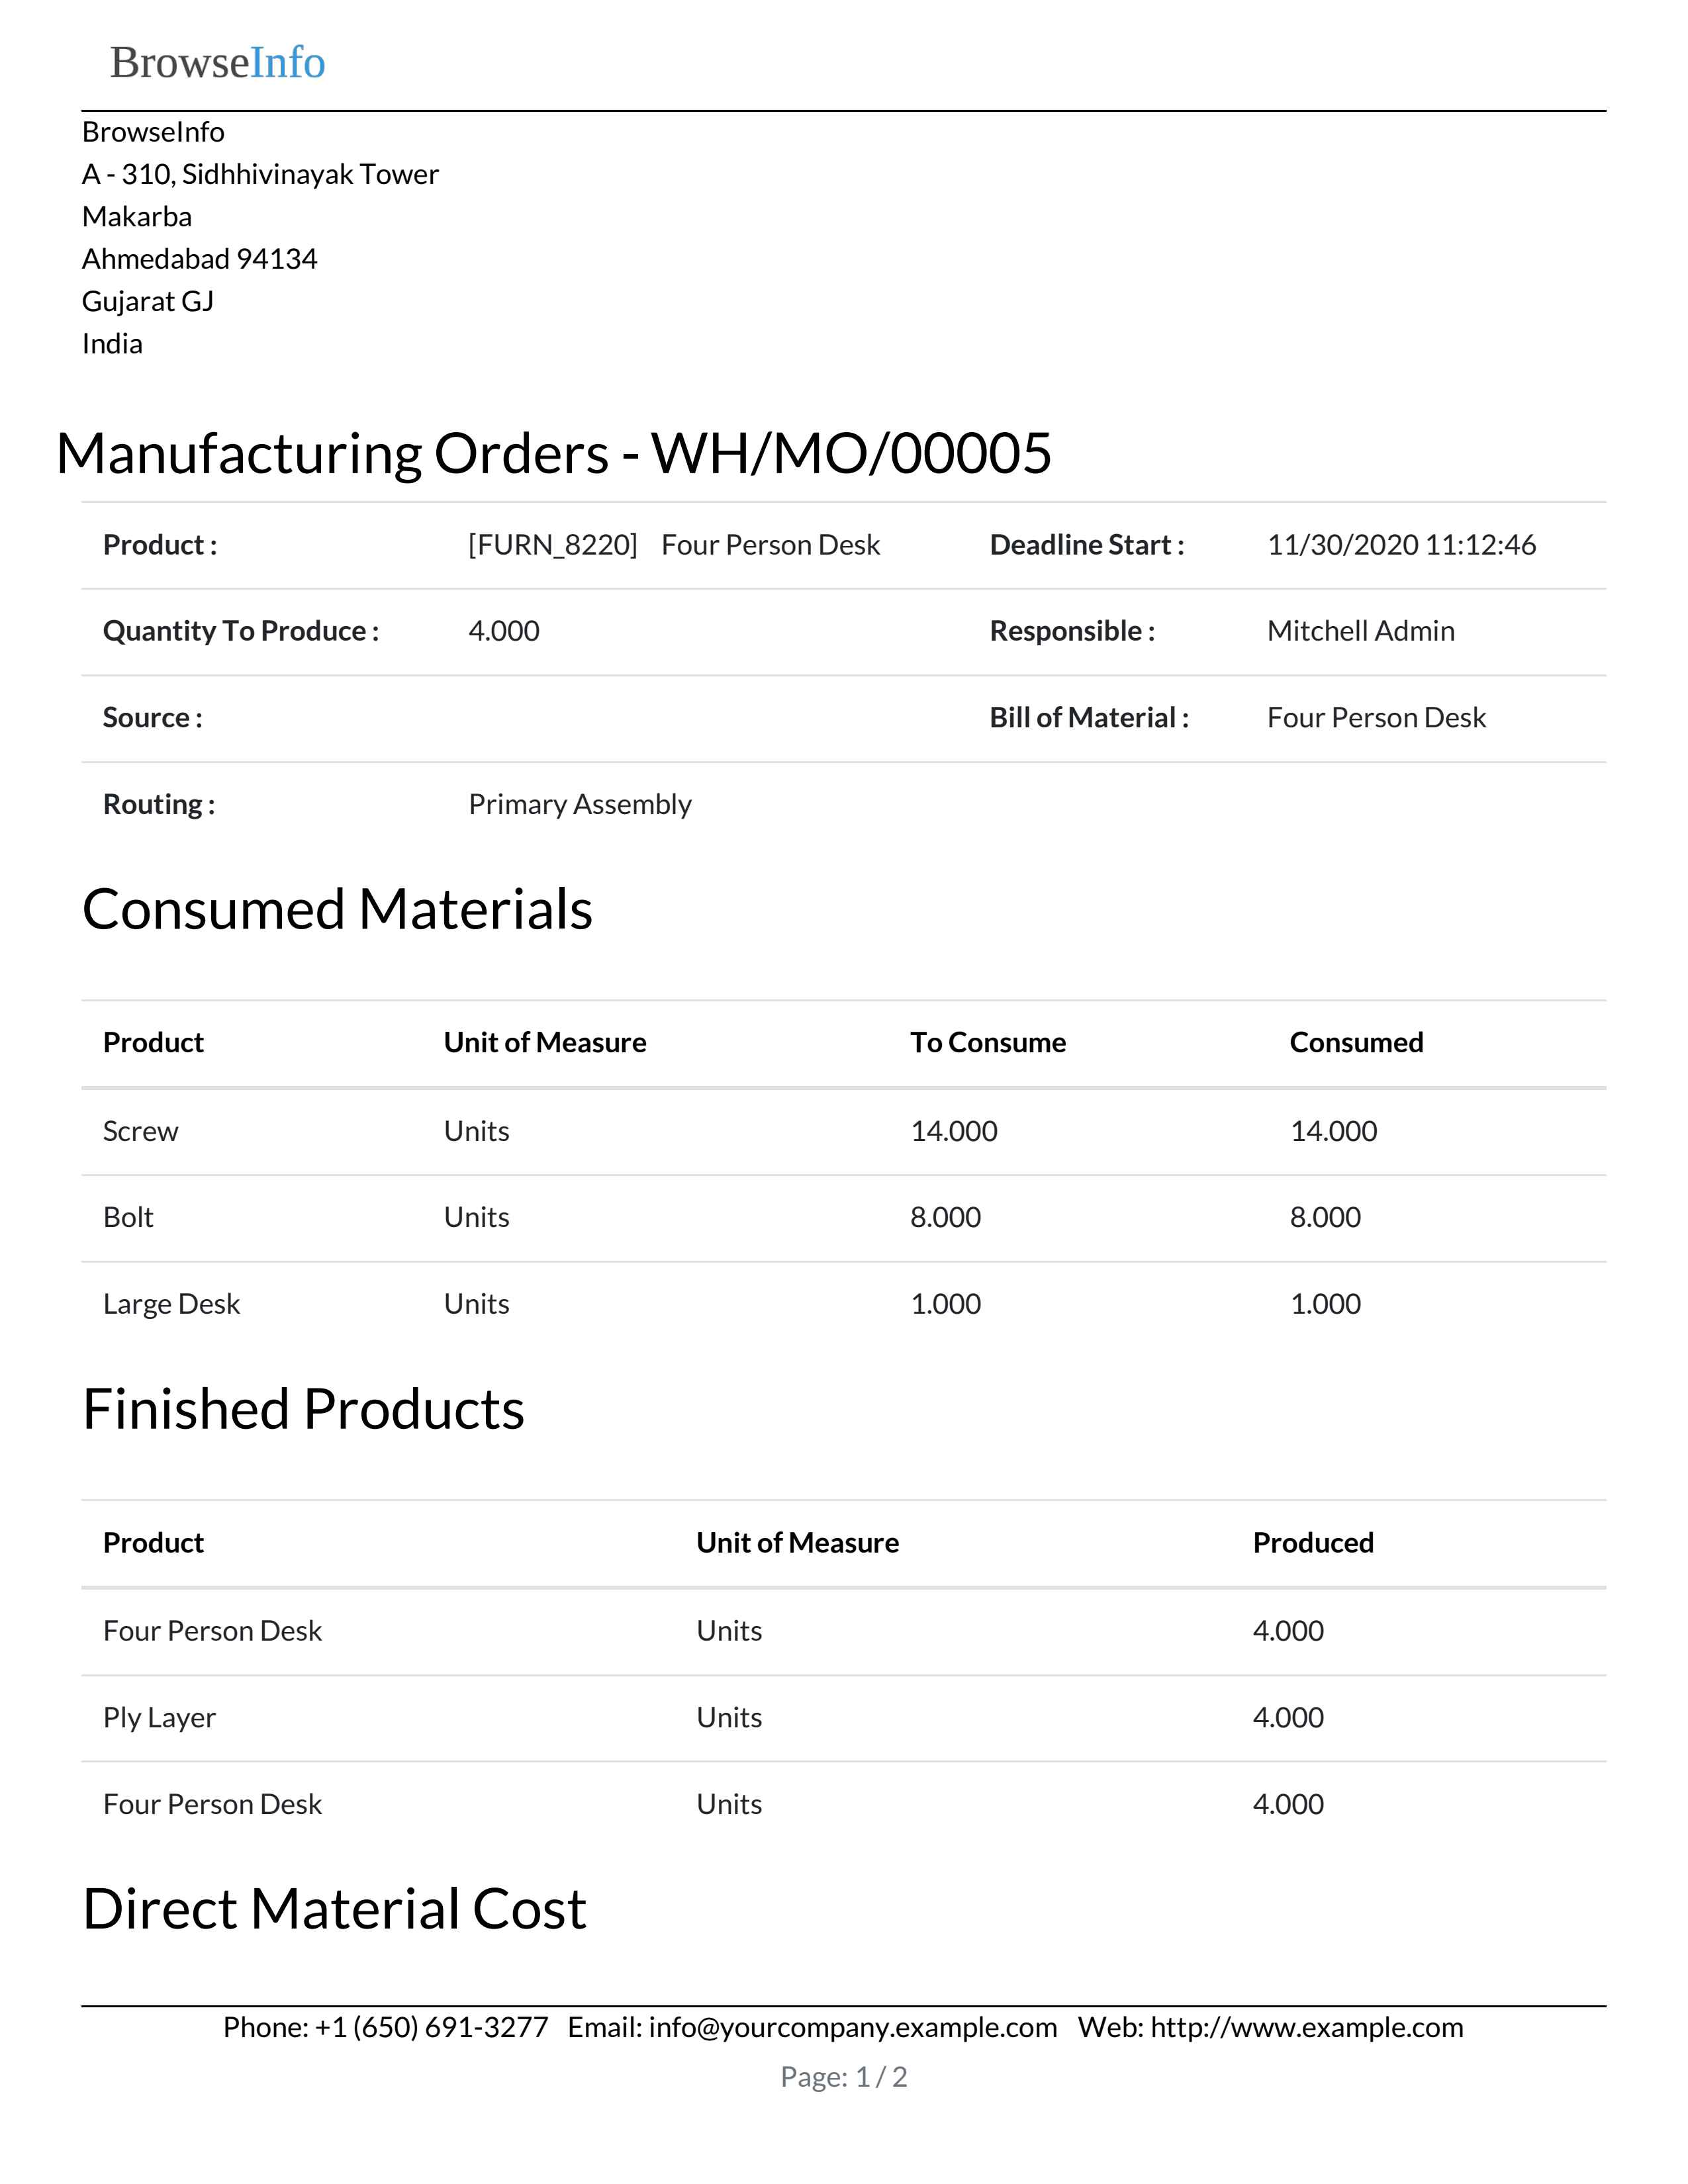 BrowseInfo
BrowseInfo
A - 310, Sidhhivinayak Tower
Makarba
Ahmedabad 94134
Gujarat GJ
India
Manufacturing Orders - WH/MO/00005
Product : [FURN_8220] Four Person Desk Deadline Start : 11/30/2020 11:12:46
Quantity To Produce : 4.000 Responsible : Mitchell Admin
Source : Bill of Material : Four Person Desk
Routing : Primary Assembly
Consumed Materials
Product Unit of Measure To Consume Consumed
Screw Units 14.000 14.000
Bolt Units 8.000 8.000
Large Desk Units 1.000 1.000
Finished Products
Product Unit of Measure Produced
Four Person Desk Units 4.000
Ply Layer Units 4.000
Four Person Desk Units 4.000
Direct Material Cost
Phone: +1 (650) 691-3277 Email: info@yourcompany.example.com Web: http://www.example.com
Page: 1 / 2